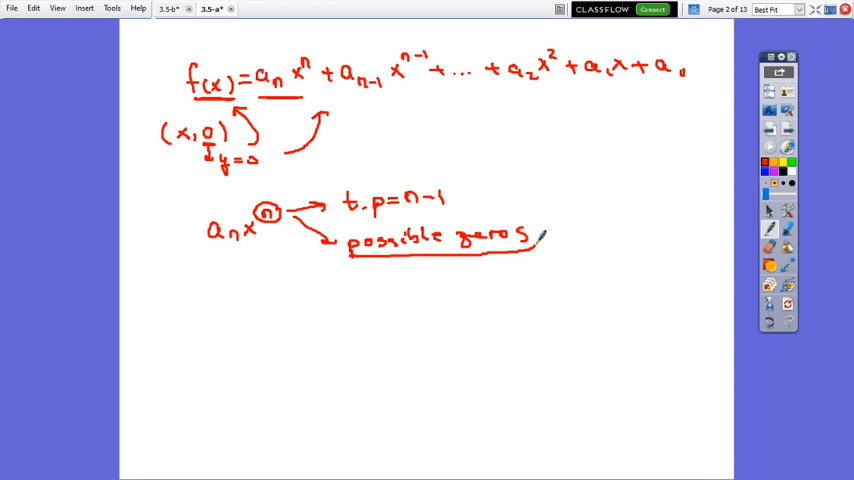 File Edit View Insert Tools Help
3.5-b* 3.5-a*
CLASSFLOW Connect
Page 2 of 13 Best Fit
f(x) = aₙxⁿ + aₙ₋₁xⁿ⁻¹ + ... + a₂x² + a₁x + a₀
(x, 0)
y=0
aₙxⁿ
t.p = n-1
possible zeros